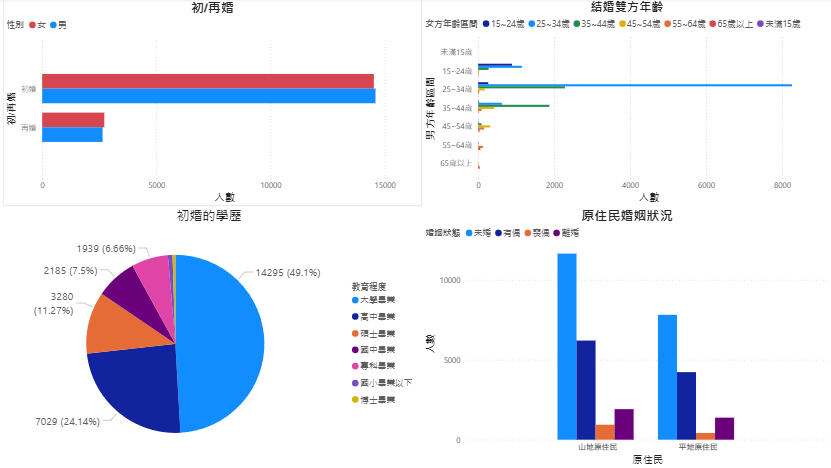 初/再婚
性別 女 男
初婚
再婚
初/再婚
0 5000 10000 15000
人數
結婚雙方年齡
女方年齡區間 15~24歲 25~34歲 35~44歲 45~54歲 55~64歲 65歲以上 未滿15歲
未滿15歲
15~24歲
25~34歲
35~44歲
45~54歲
55~64歲
65歲以上
男方年齡區間
0 2000 4000 6000 8000
人數
初婚的學歷
1939 (6.66%)
2185 (7.5%)
3280
(11.27%)
7029 (24.14%)
14295 (49.1%)
教育程度
大學畢業
高中畢業
碩士畢業
國中畢業
專科畢業
國小畢業以下
博士畢業
原住民婚姻狀況
婚姻狀態 未婚 有偶 喪偶 離婚
10000
5000
0
人數
山地原住民 平地原住民
原住民